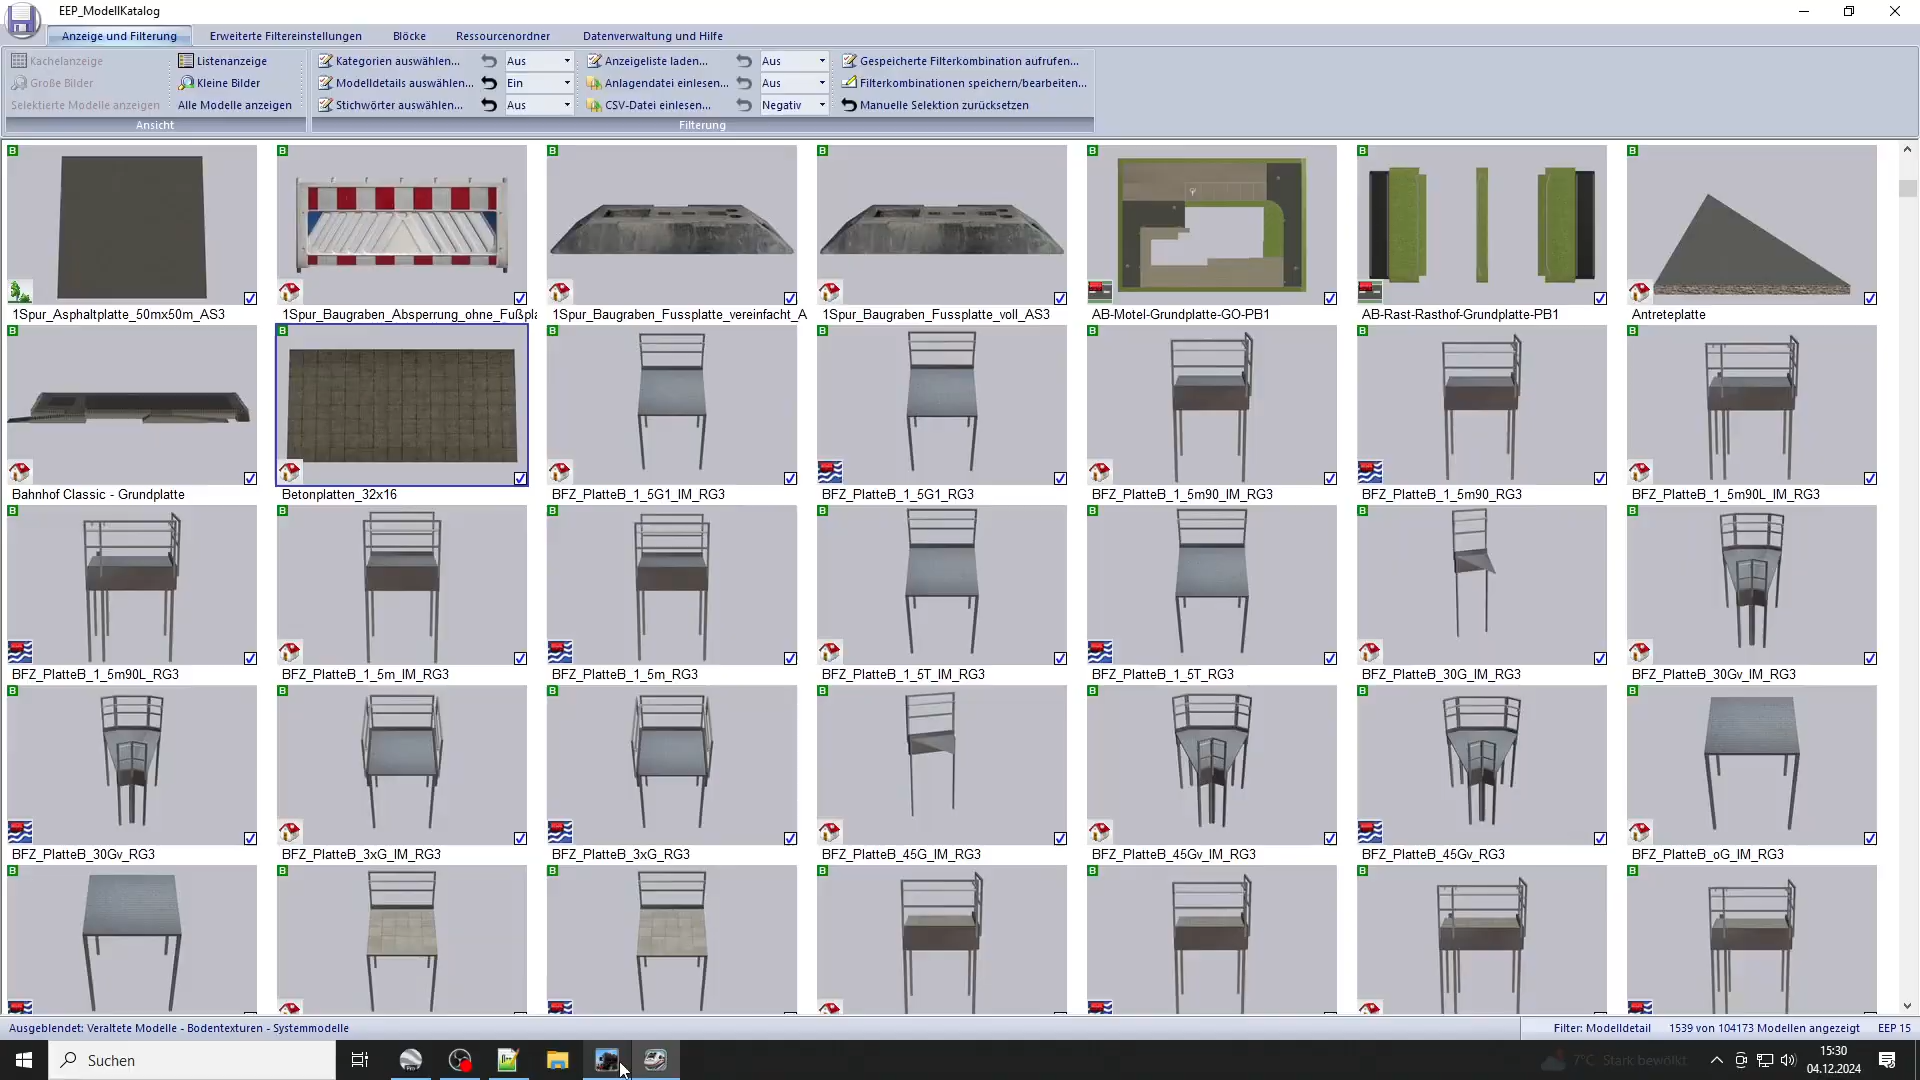 EEP_ModellKatalog
Anzeige und Filterung
Erweiterte Filtereinstellungen
Blöcke
Ressourcenordner
Datenverwaltung und Hilfe
Kachelanzeige
Listenanzeige
Kategorien auswählen...
Aus
Anzeigeliste laden...
Aus
Gespeicherte Filterkombination aufrufen...
Große Bilder
Kleine Bilder
Modelldetails auswählen...
Ein
Anlagendatei einlesen...
Aus
Filterkombinationen speichern/bearbeiten...
Selektierte Modelle anzeigen
Alle Modelle anzeigen
Stichwörter auswählen...
Aus
CSV-Datei einlesen...
Negativ
Manuelle Selektion zurücksetzen
Ansicht
Filterung
1Spur_Asphaltplatte_50mx50m_AS3
1Spur_Baugraben_Absperrung_ohne_Fußpl
1Spur_Baugraben_Fussplatte_vereinfacht_A
1Spur_Baugraben_Fussplatte_voll_AS3
AB-Motel-Grundplatte-GO-PB1
AB-Rast-Rasthof-Grundplatte-PB1
Antreteplatte
Bahnhof Classic - Grundplatte
Betonplatten_32x16
BFZ_PlatteB_1_5G1_IM_RG3
BFZ_PlatteB_1_5G1_RG3
BFZ_PlatteB_1_5m90_IM_RG3
BFZ_PlatteB_1_5m90_RG3
BFZ_PlatteB_1_5m90L_IM_RG3
BFZ_PlatteB_1_5m90L_RG3
BFZ_PlatteB_1_5m_IM_RG3
BFZ_PlatteB_1_5m_RG3
BFZ_PlatteB_1_5T_IM_RG3
BFZ_PlatteB_1_5T_RG3
BFZ_PlatteB_30G_IM_RG3
BFZ_PlatteB_30Gv_IM_RG3
BFZ_PlatteB_30Gv_RG3
BFZ_PlatteB_3xG_IM_RG3
BFZ_PlatteB_3xG_RG3
BFZ_PlatteB_45G_IM_RG3
BFZ_PlatteB_45Gv_IM_RG3
BFZ_PlatteB_45Gv_RG3
BFZ_PlatteB_oG_IM_RG3
Ausgeblendet: Veraltete Modelle - Bodentexturen - Systemmodelle
Filter: Modelldetail
1539 von 104173 Modellen angezeigt
EEP 15
Suchen
7°C Stark bewölkt
15:30
04.12.2024